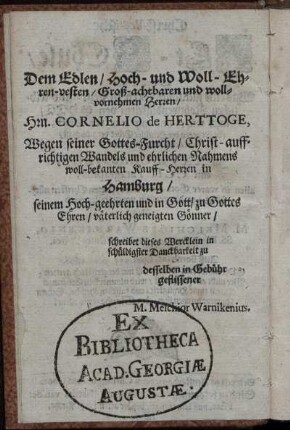 Dem Edlen/ Hoch- und Woll- Eh-
ren-vesten/ Groß-achtbaren und woll-
vornehmen Herren/
Hrn. CORNELIO de HERTTOGE,
Wegen seiner Gottes-Furcht/ Christ-auff-
richtigen Wandels und ehrlichen Nahmens
woll-bekanten Kauff-Herren in
Hamburg/
seinem Hoch-geehrten und in Gott/ zu Gottes
Ehren/ väterlich geneigten Gönner/
schreibet dieses Wercklein in
schüldigster Danckbarkeit zu
desselben in Gebühr
geflissener
M. Melchior Warnikenius.
EX
BIBLIOTHECA
ACAD. GEORGIÆ
AUGUSTÆ.